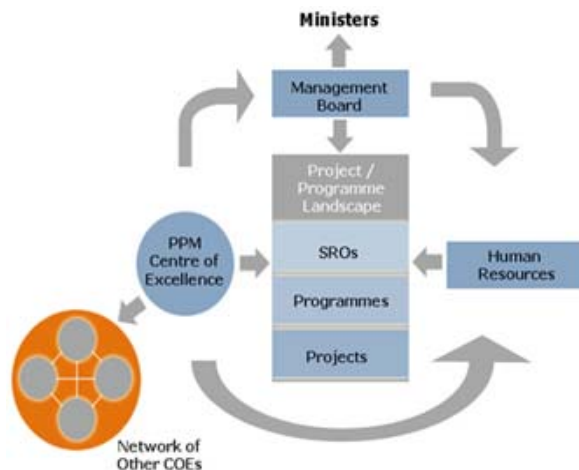 Ministers
Management
Board
Project /
Programme
Landscape
PPM
Centre of
Excellence
SROs
Human
Resources
Programmes
Projects
Network of
Other COEs